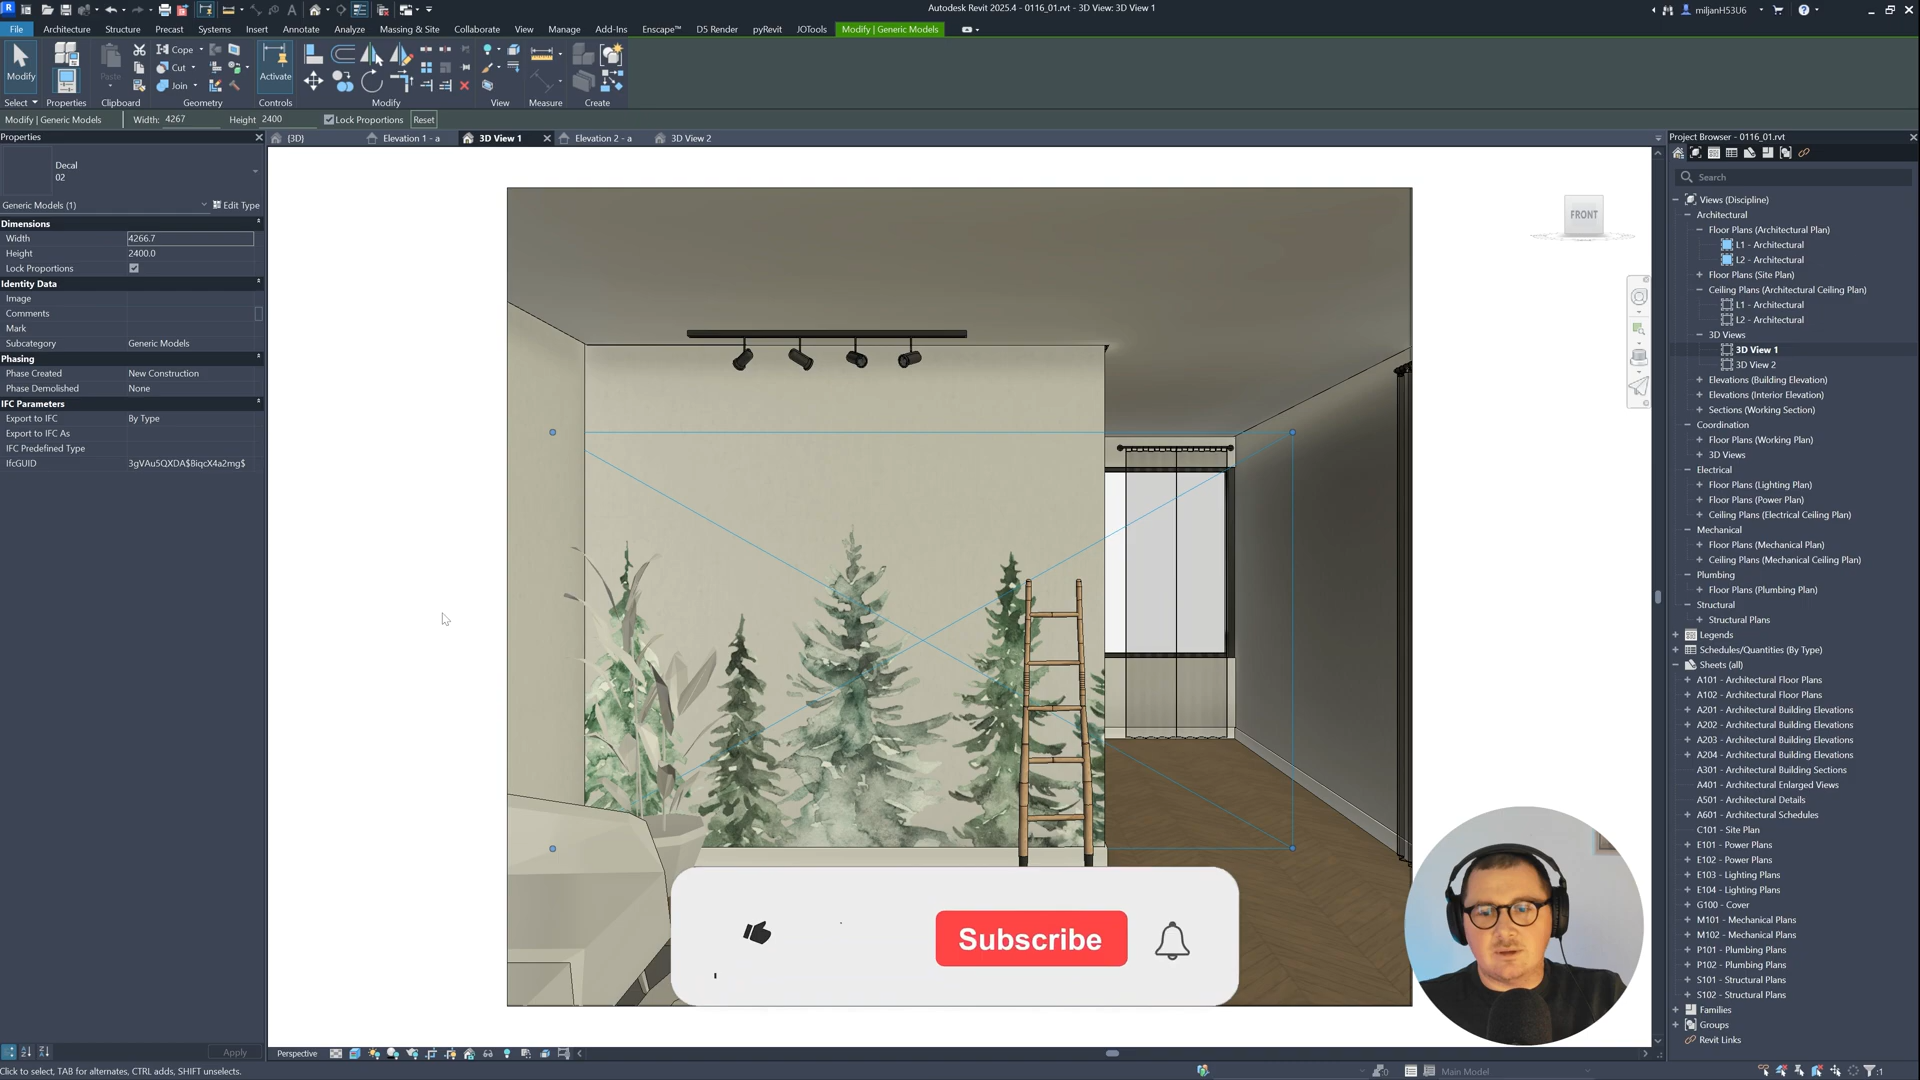 Autodesk Revit 2025.4 - 0116_01.rvt - 3D View: 3D View 1
miljanH53U6
File
Architecture
Structure
Precast
Systems
Insert
Annotate
Analyze
Massing & Site
Collaborate
View
Manage
Add-Ins
Enscape™
D5 Render
pyRevit
JOTools
Modify | Generic Models
Modify
Paste
Cope
Cut
Join
Activate
Select
Properties
Clipboard
Geometry
Controls
Modify
View
Measure
Create
Modify | Generic Models
Width: 4267
Height 2400
Lock Proportions
Reset
Properties
(3D)
Elevation 1 - a
3D View 1
Elevation 2 - a
3D View 2
Decal
02
Generic Models (1)
Edit Type
Dimensions
Width 4266.7
Height 2400.0
Lock Proportions
Identity Data
Image
Comments
Mark
Subcategory Generic Models
Phasing
Phase Created New Construction
Phase Demolished None
IFC Parameters
Export to IFC By Type
Export to IFC As
IFC Predefined Type
IfcGUID 3gVAu5QXDA$BiqcX4a2mg$
Apply
FRONT
Subscribe
Project Browser - 0116_01.rvt
Search
Views (Discipline)
Architectural
Floor Plans (Architectural Plan)
L1 - Architectural
L2 - Architectural
Floor Plans (Site Plan)
Ceiling Plans (Architectural Ceiling Plan)
L1 - Architectural
L2 - Architectural
3D Views
3D View 1
3D View 2
Elevations (Building Elevation)
Elevations (Interior Elevation)
Sections (Working Section)
Coordination
Floor Plans (Working Plan)
3D Views
Electrical
Floor Plans (Lighting Plan)
Floor Plans (Power Plan)
Ceiling Plans (Electrical Ceiling Plan)
Mechanical
Floor Plans (Mechanical Plan)
Ceiling Plans (Mechanical Ceiling Plan)
Plumbing
Floor Plans (Plumbing Plan)
Structural
Structural Plans
Legends
Schedules/Quantities (By Type)
Sheets (all)
A101 - Architectural Floor Plans
A102 - Architectural Floor Plans
A201 - Architectural Building Elevations
A202 - Architectural Building Elevations
A203 - Architectural Building Elevations
A204 - Architectural Building Elevations
A301 - Architectural Building Sections
A401 - Architectural Enlarged Views
A501 - Architectural Details
A601 - Architectural Schedules
C101 - Site Plan
E101 - Power Plans
E102 - Power Plans
E103 - Lighting Plans
E104 - Lighting Plans
G100 - Cover
M101 - Mechanical Plans
M102 - Mechanical Plans
P101 - Plumbing Plans
P102 - Plumbing Plans
S101 - Structural Plans
S102 - Structural Plans
Families
Groups
Revit Links
Perspective
Click to select, TAB for alternates, CTRL adds, SHIFT unselects.
:0
Main Model
:1